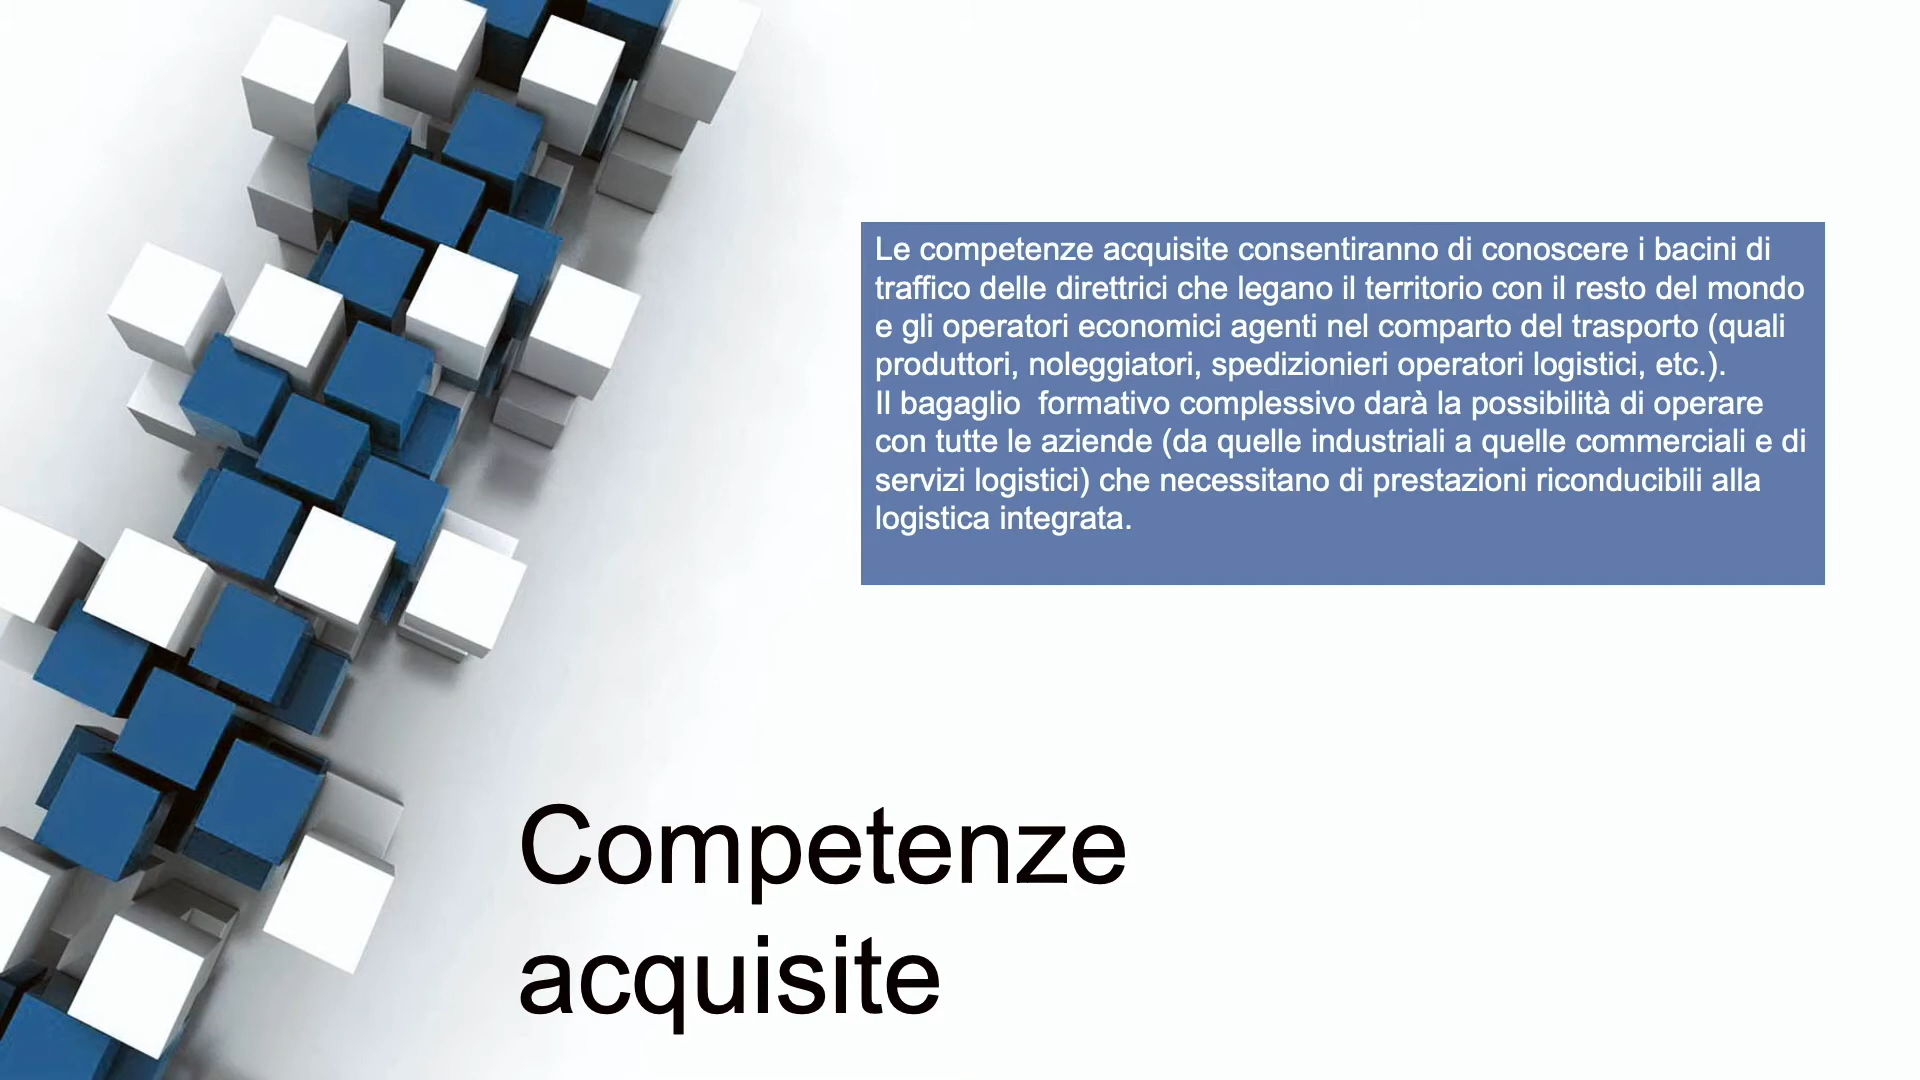 Le competenze acquisite consentiranno di conoscere i bacini di
traffico delle direttrici che legano il territorio con il resto del mondo
e gli operatori economici agenti nel comparto del trasporto (quali
produttori, noleggiatori, spedizionieri operatori logistici, etc.).
Il bagaglio  formativo complessivo darà la possibilità di operare
con tutte le aziende (da quelle industriali a quelle commerciali e di
servizi logistici) che necessitano di prestazioni riconducibili alla
logistica integrata.
Competenze
acquisite